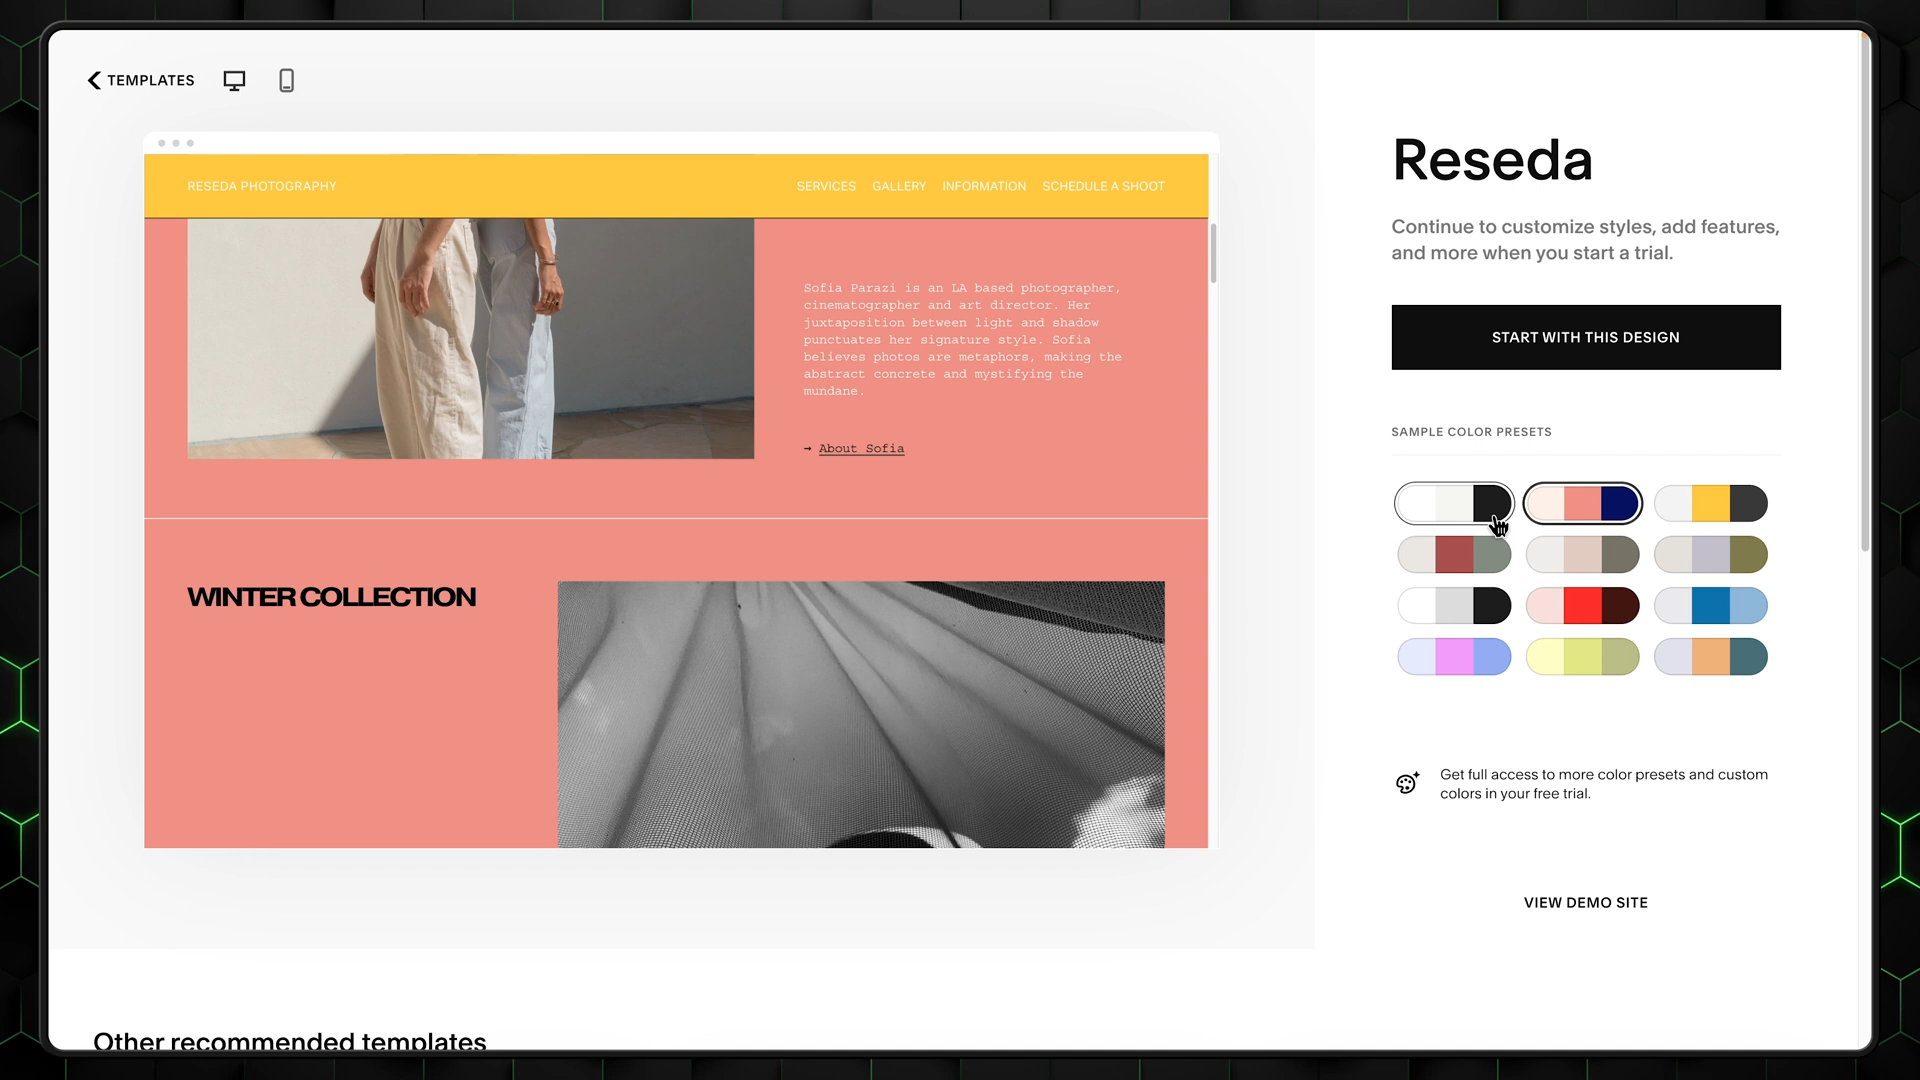 TEMPLATES
RESEDA PHOTOGRAPHY
SERVICES GALLERY INFORMATION SCHEDULE A SHOOT
Sofia Parazi is an LA based photographer,
cinematographer and art director. Her
juxtaposition between light and shadow
punctuates her signature style. Sofia
believes photos are metaphors, making the
abstract concrete and mystifying the
mundane.
→ About Sofia
WINTER COLLECTION
Reseda
Continue to customize styles, add features,
and more when you start a trial.
START WITH THIS DESIGN
SAMPLE COLOR PRESETS
Get full access to more color presets and custom
colors in your free trial.
VIEW DEMO SITE
Other recommended templates